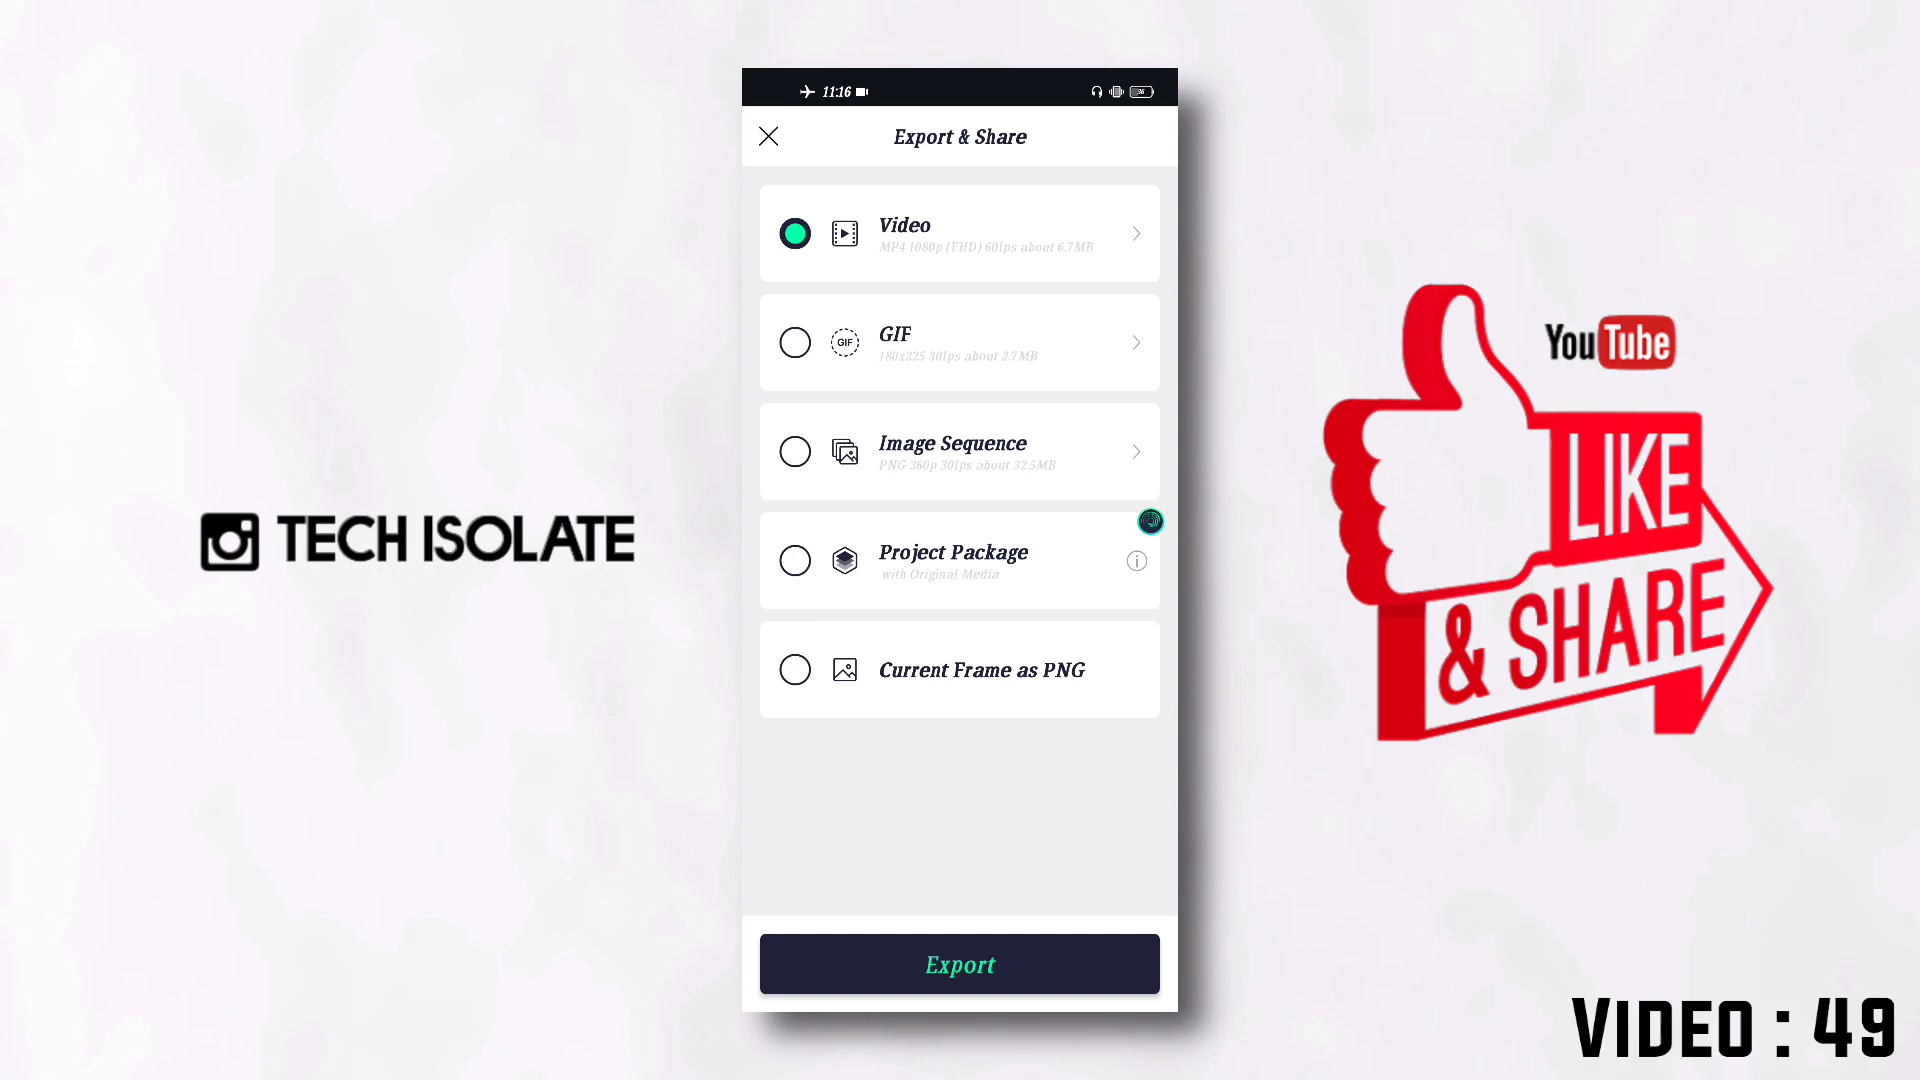 11:16
36
Export & Share
Video
MP4 1080p (FHD) 60fps about 6.7MB
GIF
GIF
180x225 30fps about 2.7MB
Image Sequence
PNG 360p 30fps about 32.5MB
Project Package
with Original Media
Current Frame as PNG
Export
TECH ISOLATE
YouTube
LIKE
& SHARE
VIDEO : 49